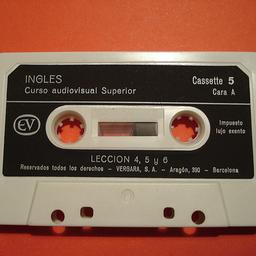 INGLES
Curso audiovisual Superior
Cassette 5
Cara A
EV
Impuesto
lujo exento
LECCION 4, 5 y 6
Reservados todos los derechos - VERGARA, S. A. - Aragón, 390 - Barcelona